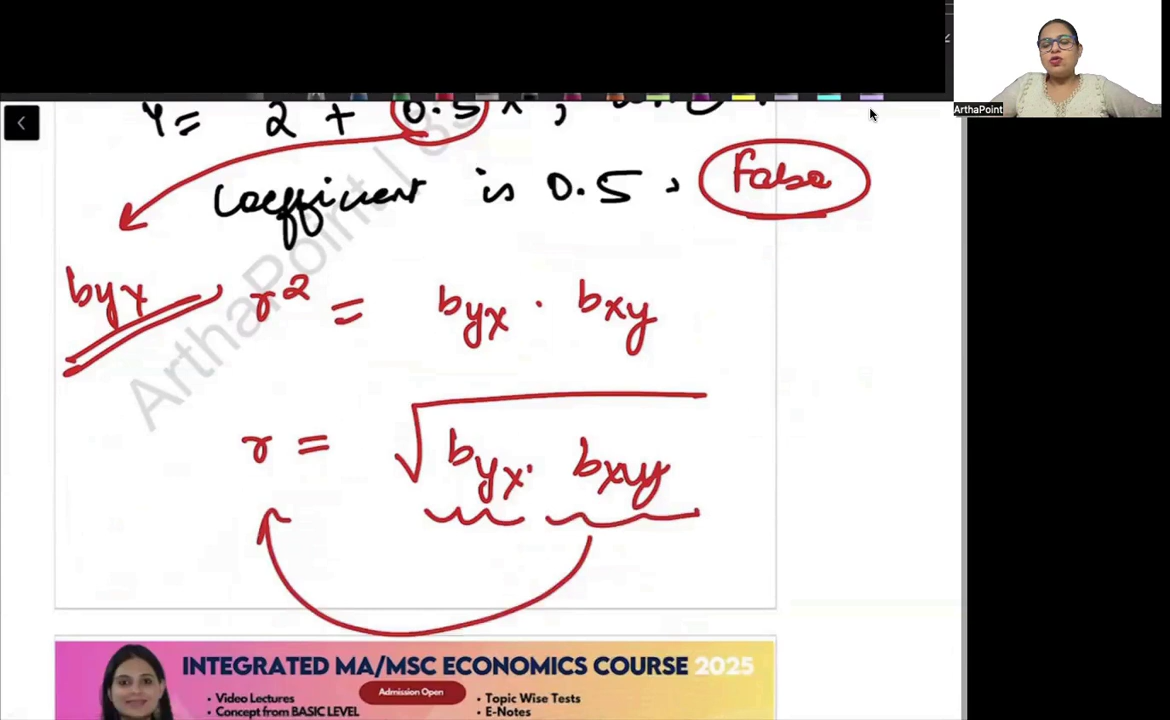 ArthaPoint
Y = 2 + 0.5 x ,
Coefficient is 0.5 . False
byx r² = byx . bxy
ArthaPoint |
r = √ byx . bxy
INTEGRATED MA/MSC ECONOMICS COURSE 2025
• Video Lectures Admission Open • Topic Wise Tests
• Concept from BASIC LEVEL • E-Notes